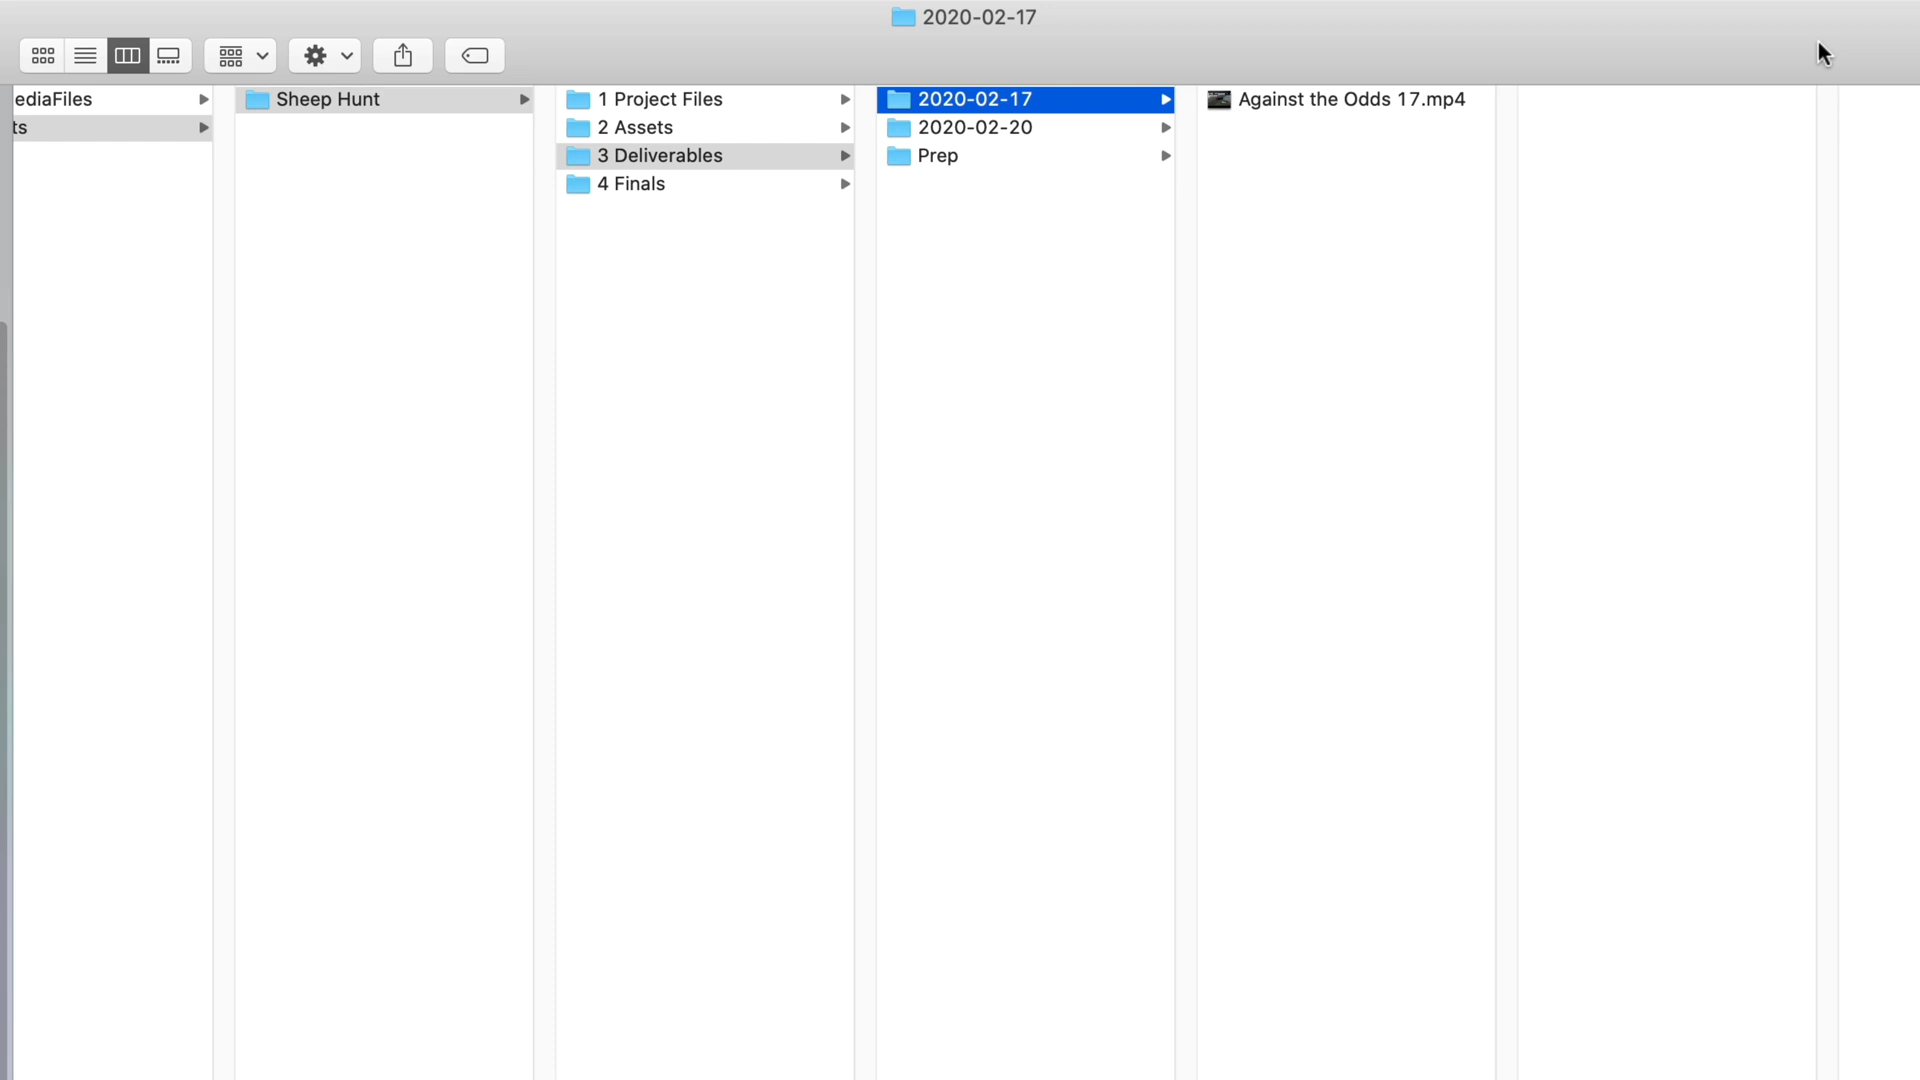 2020-02-17
ediaFiles
ts
Sheep Hunt
1 Project Files
2 Assets
3 Deliverables
4 Finals
2020-02-17
2020-02-20
Prep
Against the Odds 17.mp4